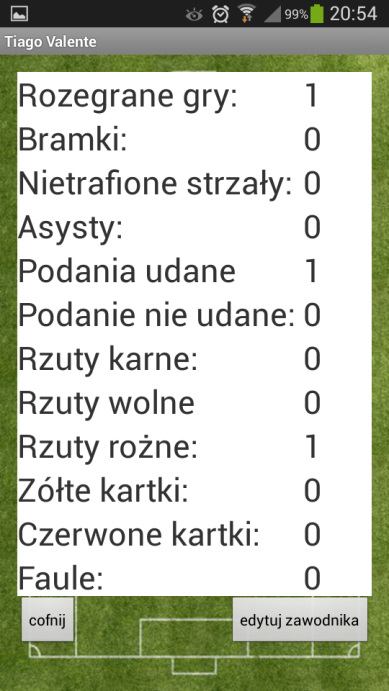 99% 20:54
Tiago Valente
Rozegrane gry: 1
Bramki: 0
Nietrafione strzały: 0
Asysty: 0
Podania udane 1
Podanie nie udane: 0
Rzuty karne: 0
Rzuty wolne 0
Rzuty rożne: 1
Zółte kartki: 0
Czerwone kartki: 0
Faule: 0
cofnij edytuj zawodnika